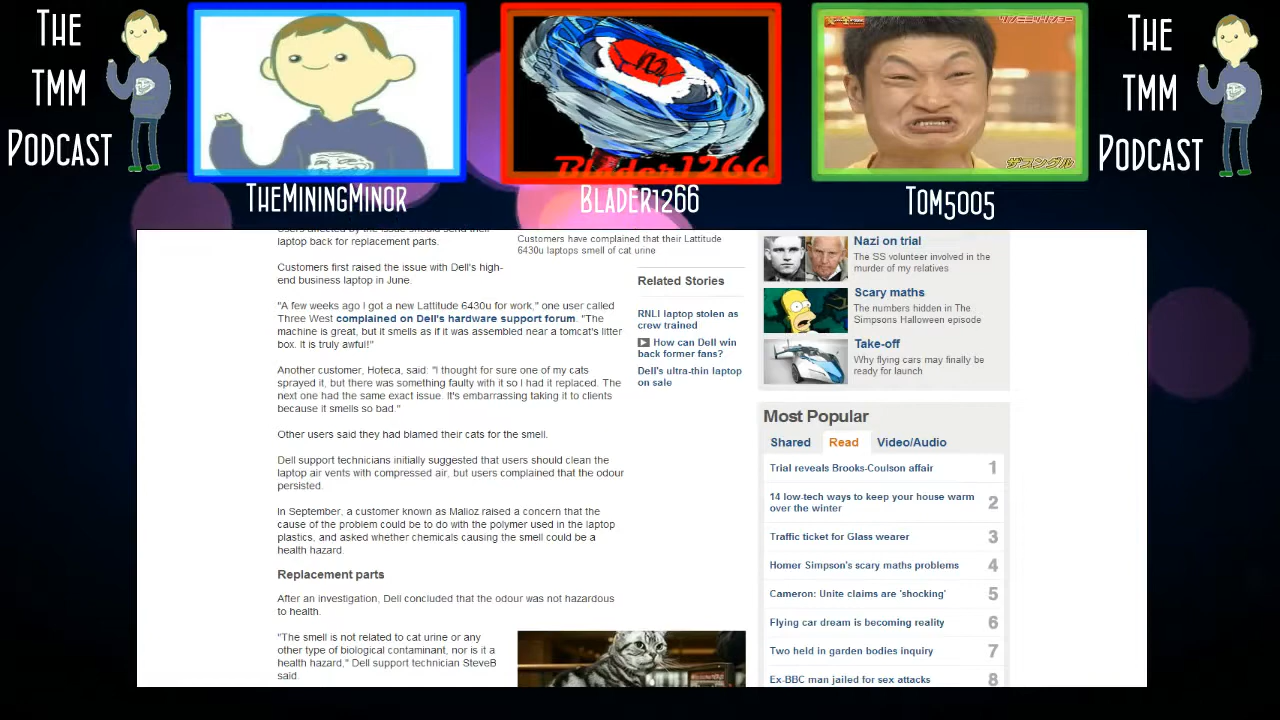 The
TMM
Podcast
TheMiningMinor
Blader1266
Blader1266
ザコングル
Tom5005
The
TMM
Podcast
laptop back for replacement parts.
Customers first raised the issue with Dell's high-
end business laptop in June.
"A few weeks ago I got a new Lattitude 6430u for work," one user called
Three West complained on Dell's hardware support forum. "The
machine is great, but it smells as if it was assembled near a tomcat's litter
box. It is truly awful!"
Another customer, Hoteca, said: "I thought for sure one of my cats
sprayed it, but there was something faulty with it so I had it replaced. The
next one had the same exact issue. It's embarrassing taking it to clients
because it smells so bad."
Other users said they had blamed their cats for the smell.
Dell support technicians initially suggested that users should clean the
laptop air vents with compressed air, but users complained that the odour
persisted.
In September, a customer known as Malioz raised a concern that the
cause of the problem could be to do with the polymer used in the laptop
plastics, and asked whether chemicals causing the smell could be a
health hazard.
Replacement parts
After an investigation, Dell concluded that the odour was not hazardous
to health.
"The smell is not related to cat urine or any
other type of biological contaminant, nor is it a
health hazard," Dell support technician SteveB
said.
Customers have complained that their Lattitude
6430u laptops smell of cat urine
Related Stories
RNLI laptop stolen as
crew trained
How can Dell win
back former fans?
Dell's ultra-thin laptop
on sale
Nazi on trial
The SS volunteer involved in the
murder of my relatives
Scary maths
The numbers hidden in The
Simpsons Halloween episode
Take-off
Why flying cars may finally be
ready for launch
Most Popular
Shared Read Video/Audio
Trial reveals Brooks-Coulson affair 1
14 low-tech ways to keep your house warm
over the winter 2
Traffic ticket for Glass wearer 3
Homer Simpson's scary maths problems 4
Cameron: Unite claims are 'shocking' 5
Flying car dream is becoming reality 6
Two held in garden bodies inquiry 7
Ex-BBC man jailed for sex attacks 8